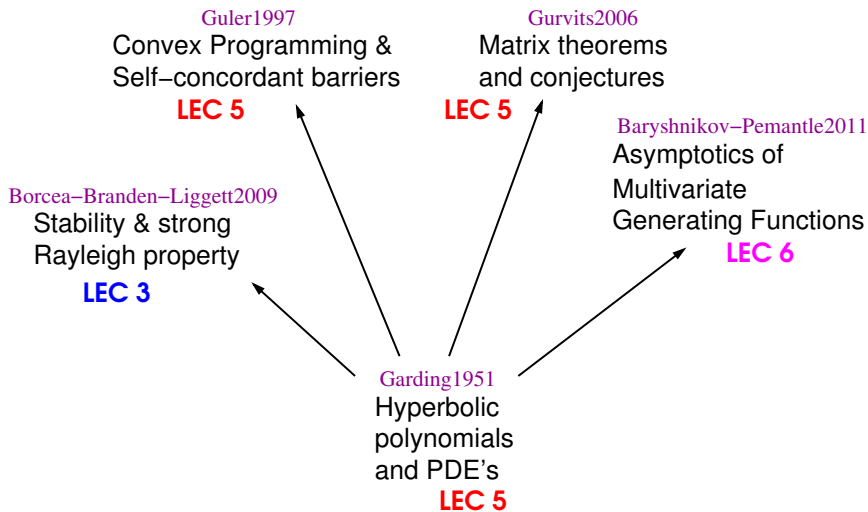 Guler1997
Convex Programming &
Self−concordant barriers
LEC 5
Gurvits2006
Matrix theorems
and conjectures
LEC 5
Baryshnikov−Pemantle2011
Asymptotics of
Multivariate
Generating Functions
LEC 6
Borcea−Branden−Liggett2009
Stability & strong
Rayleigh property
LEC 3
Garding1951
Hyperbolic
polynomials
and PDE's
LEC 5